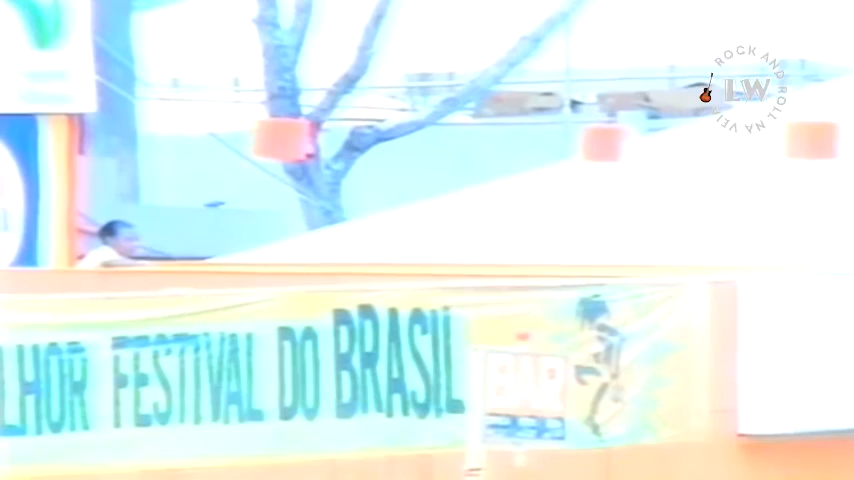 ROCK AND ROLL NA VEIA
LW
LHOR FESTIVAL DO BRASIL
BAR